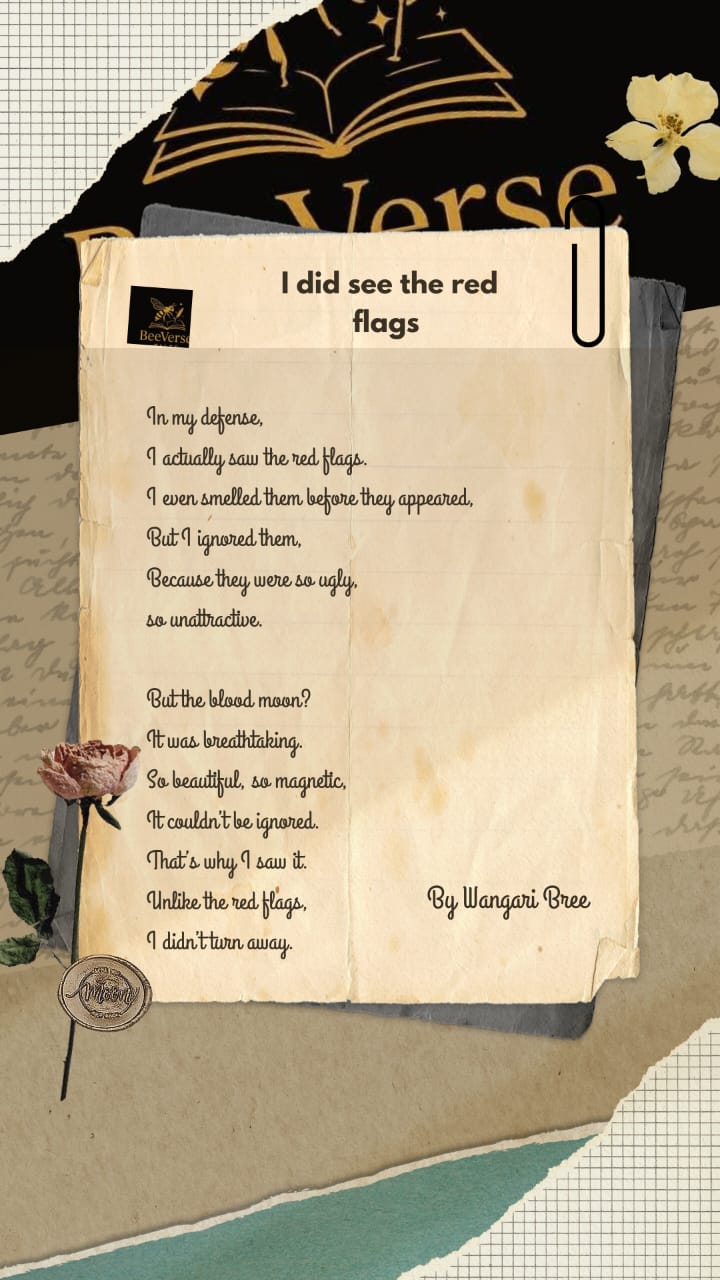 BeeVerse
I did see the red
flags
BeeVerse
In my defense,
I actually saw the red flags.
I even smelled them before they appeared,
But I ignored them,
Because they were so ugly,
so unattractive.
But the blood moon?
It was breathtaking.
So beautiful, so magnetic,
It couldn't be ignored.
That's why I saw it.
Unlike the red flags,
I didn't turn away.
By Wangari Bree